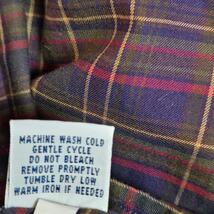 MACHINE WASH COLD
GENTLE CYCLE
DO NOT BLEACH
REMOVE PROMPTLY
TUMBLE DRY LOW
WARM IRON IF NEEDED